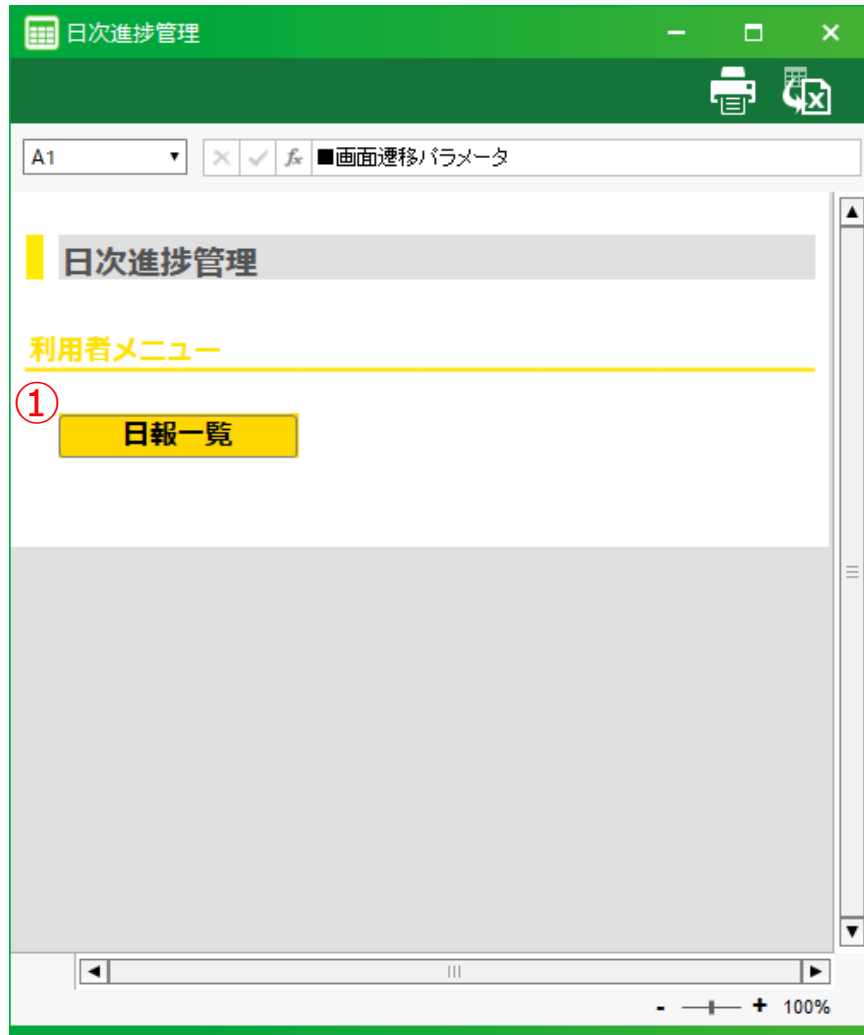 日次進捗管理
A1
fx ■画面遷移パラメータ
日次進捗管理
利用者メニュー
①
日報一覧
- + 100%